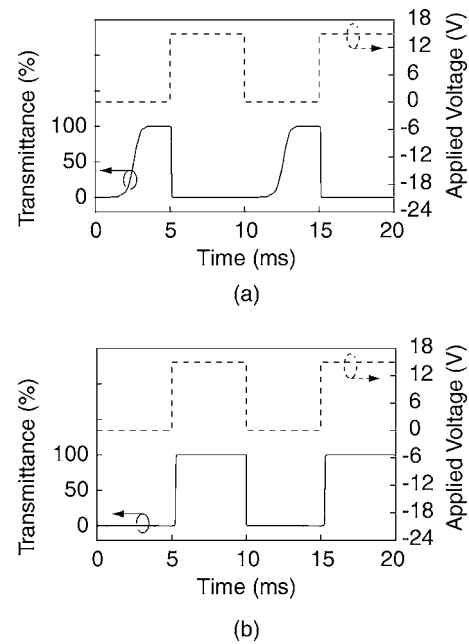 18
15
12
6
0
-6
-12
-18
-24
100
50
0
0 5 10 15 20
Transmittance (%)
Applied Voltage (V)
Time (ms)
(a)
18
12
6
0
-6
-12
-18
-24
100
50
0
0 5 10 15 20
Transmittance (%)
Applied Voltage (V)
Time (ms)
(b)